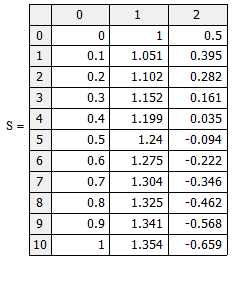 0 1 2
0 0 1 0.5
1 0.1 1.051 0.395
2 0.2 1.102 0.282
3 0.3 1.152 0.161
4 0.4 1.199 0.035
S = 5 0.5 1.24 -0.094
6 0.6 1.275 -0.222
7 0.7 1.304 -0.346
8 0.8 1.325 -0.462
9 0.9 1.341 -0.568
10 1 1.354 -0.659